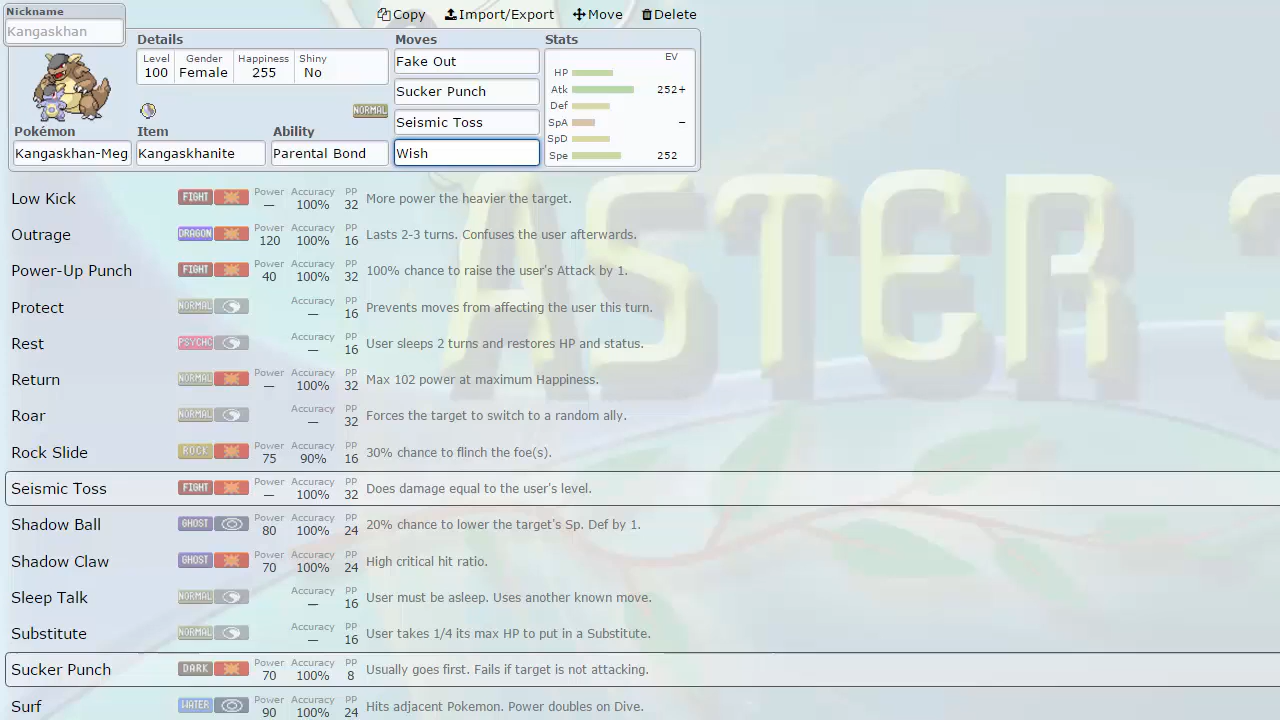 Nickname
Kangaskhan
Copy Import/Export Move Delete
Details
Level Gender Happiness Shiny
100 Female 255 No
NORMAL
Pokémon Item Ability
Kangaskhan-Meg Kangaskhanite Parental Bond
Moves
Fake Out
Sucker Punch
Seismic Toss
Wish
Stats
EV
HP
Atk 252+
Def
SpA −
SpD
Spe 252
Low Kick FIGHT Power — Accuracy 100% PP 32 More power the heavier the target.
Outrage DRAGON Power 120 Accuracy 100% PP 16 Lasts 2-3 turns. Confuses the user afterwards.
Power-Up Punch FIGHT Power 40 Accuracy 100% PP 32 100% chance to raise the user's Attack by 1.
Protect NORMAL Accuracy — PP 16 Prevents moves from affecting the user this turn.
Rest PSYCHC Accuracy — PP 16 User sleeps 2 turns and restores HP and status.
Return NORMAL Power — Accuracy 100% PP 32 Max 102 power at maximum Happiness.
Roar NORMAL Accuracy — PP 32 Forces the target to switch to a random ally.
Rock Slide ROCK Power 75 Accuracy 90% PP 16 30% chance to flinch the foe(s).
Seismic Toss FIGHT Power — Accuracy 100% PP 32 Does damage equal to the user's level.
Shadow Ball GHOST Power 80 Accuracy 100% PP 24 20% chance to lower the target's Sp. Def by 1.
Shadow Claw GHOST Power 70 Accuracy 100% PP 24 High critical hit ratio.
Sleep Talk NORMAL Accuracy — PP 16 User must be asleep. Uses another known move.
Substitute NORMAL Accuracy — PP 16 User takes 1/4 its max HP to put in a Substitute.
Sucker Punch DARK Power 70 Accuracy 100% PP 8 Usually goes first. Fails if target is not attacking.
Surf WATER Power 90 Accuracy 100% PP 24 Hits adjacent Pokemon. Power doubles on Dive.
ASTER